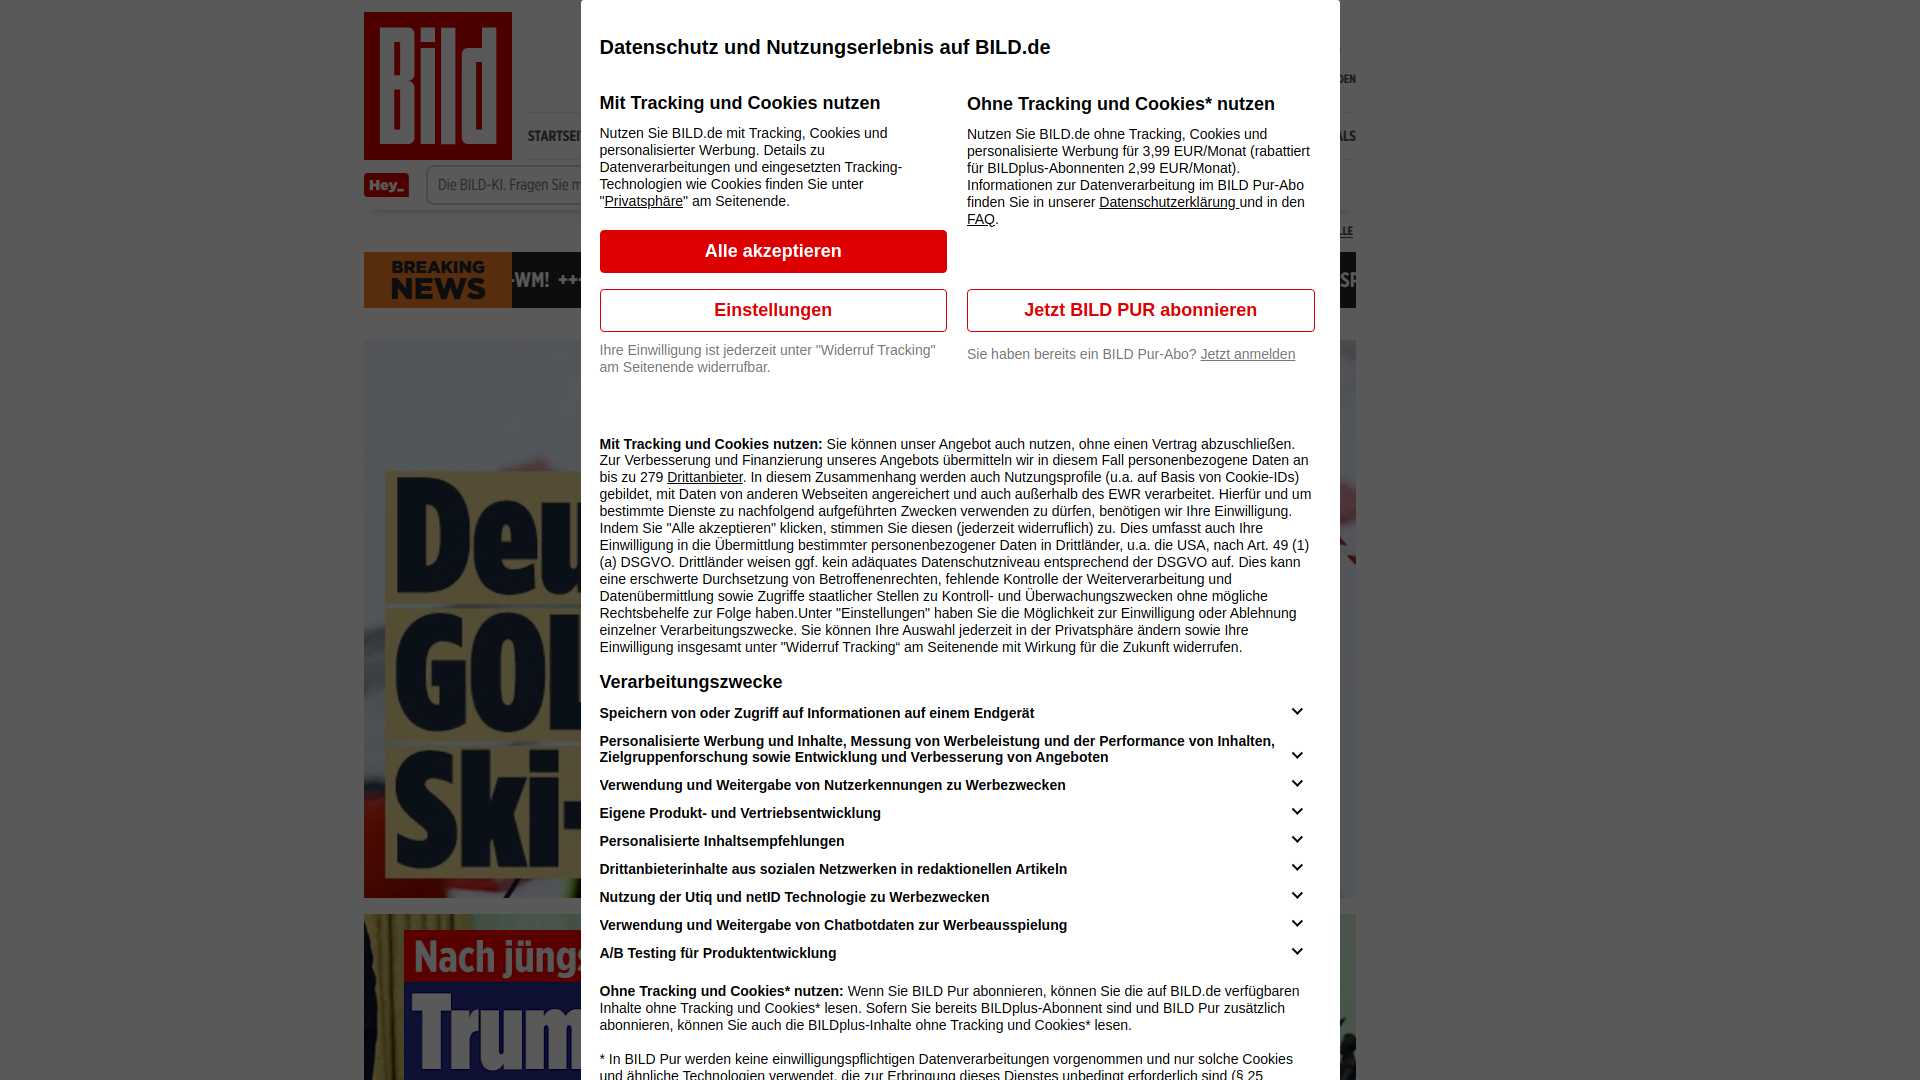 Bild
Datenschutz und Nutzungserlebnis auf BILD.de
Mit Tracking und Cookies nutzen
Nutzen Sie BILD.de mit Tracking, Cookies und
personalisierter Werbung. Details zu
Datenverarbeitungen und eingesetzten Tracking-
Technologien wie Cookies finden Sie unter
"Privatsphäre" am Seitenende.
Alle akzeptieren
Einstellungen
Ihre Einwilligung ist jederzeit unter "Widerruf Tracking"
am Seitenende widerrufbar.
Ohne Tracking und Cookies* nutzen
Nutzen Sie BILD.de ohne Tracking, Cookies und
personalisierte Werbung für 3,99 EUR/Monat (rabattiert
für BILDplus-Abonnenten 2,99 EUR/Monat).
Informationen zur Datenverarbeitung im BILD Pur-Abo
finden Sie in unserer Datenschutzerklärung und in den
FAQ.
Jetzt BILD PUR abonnieren
Sie haben bereits ein BILD Pur-Abo? Jetzt anmelden
Mit Tracking und Cookies nutzen: Sie können unser Angebot auch nutzen, ohne einen Vertrag abzuschließen.
Zur Verbesserung und Finanzierung unseres Angebots übermitteln wir in diesem Fall personenbezogene Daten an
bis zu 279 Drittanbieter. In diesem Zusammenhang werden auch Nutzungsprofile (u.a. auf Basis von Cookie-IDs)
gebildet, mit Daten von anderen Webseiten angereichert und auch außerhalb des EWR verarbeitet. Hierfür und um
bestimmte Dienste zu nachfolgend aufgeführten Zwecken verwenden zu dürfen, benötigen wir Ihre Einwilligung.
Indem Sie "Alle akzeptieren" klicken, stimmen Sie diesen (jederzeit widerruflich) zu. Dies umfasst auch Ihre
Einwilligung in die Übermittlung bestimmter personenbezogener Daten in Drittländer, u.a. die USA, nach Art. 49 (1)
(a) DSGVO. Drittländer weisen ggf. kein adäquates Datenschutzniveau entsprechend der DSGVO auf. Dies kann
eine erschwerte Durchsetzung von Betroffenenrechten, fehlende Kontrolle der Weiterverarbeitung und
Datenübermittlung sowie Zugriffe staatlicher Stellen zu Kontroll- und Überwachungszwecken ohne mögliche
Rechtsbehelfe zur Folge haben.Unter "Einstellungen" haben Sie die Möglichkeit zur Einwilligung oder Ablehnung
einzelner Verarbeitungszwecke. Sie können Ihre Auswahl jederzeit in der Privatsphäre ändern sowie Ihre
Einwilligung insgesamt unter "Widerruf Tracking“ am Seitenende mit Wirkung für die Zukunft widerrufen.
Verarbeitungszwecke
Speichern von oder Zugriff auf Informationen auf einem Endgerät
Personalisierte Werbung und Inhalte, Messung von Werbeleistung und der Performance von Inhalten,
Zielgruppenforschung sowie Entwicklung und Verbesserung von Angeboten
Verwendung und Weitergabe von Nutzerkennungen zu Werbezwecken
Eigene Produkt- und Vertriebsentwicklung
Personalisierte Inhaltsempfehlungen
Drittanbieterinhalte aus sozialen Netzwerken in redaktionellen Artikeln
Nutzung der Utiq und netID Technologie zu Werbezwecken
Verwendung und Weitergabe von Chatbotdaten zur Werbeausspielung
A/B Testing für Produktentwicklung
Ohne Tracking und Cookies* nutzen: Wenn Sie BILD Pur abonnieren, können Sie die auf BILD.de verfügbaren
Inhalte ohne Tracking und Cookies* lesen. Sofern Sie bereits BILDplus-Abonnent sind und BILD Pur zusätzlich
abonnieren, können Sie auch die BILDplus-Inhalte ohne Tracking und Cookies* lesen.
* In BILD Pur werden keine einwilligungspflichtigen Datenverarbeitungen vorgenommen und nur solche Cookies
und ähnliche Technologien verwendet, die zur Erbringung dieses Dienstes unbedingt erforderlich sind (§ 25
STARTSEI
Hey_
Die BILD-KI. Fragen Sie m
BREAKING
NEWS
-WM! +++
Deu
GOL
Ski-
Nach jüngs
Trum
DEN
ALS
LLE
SP